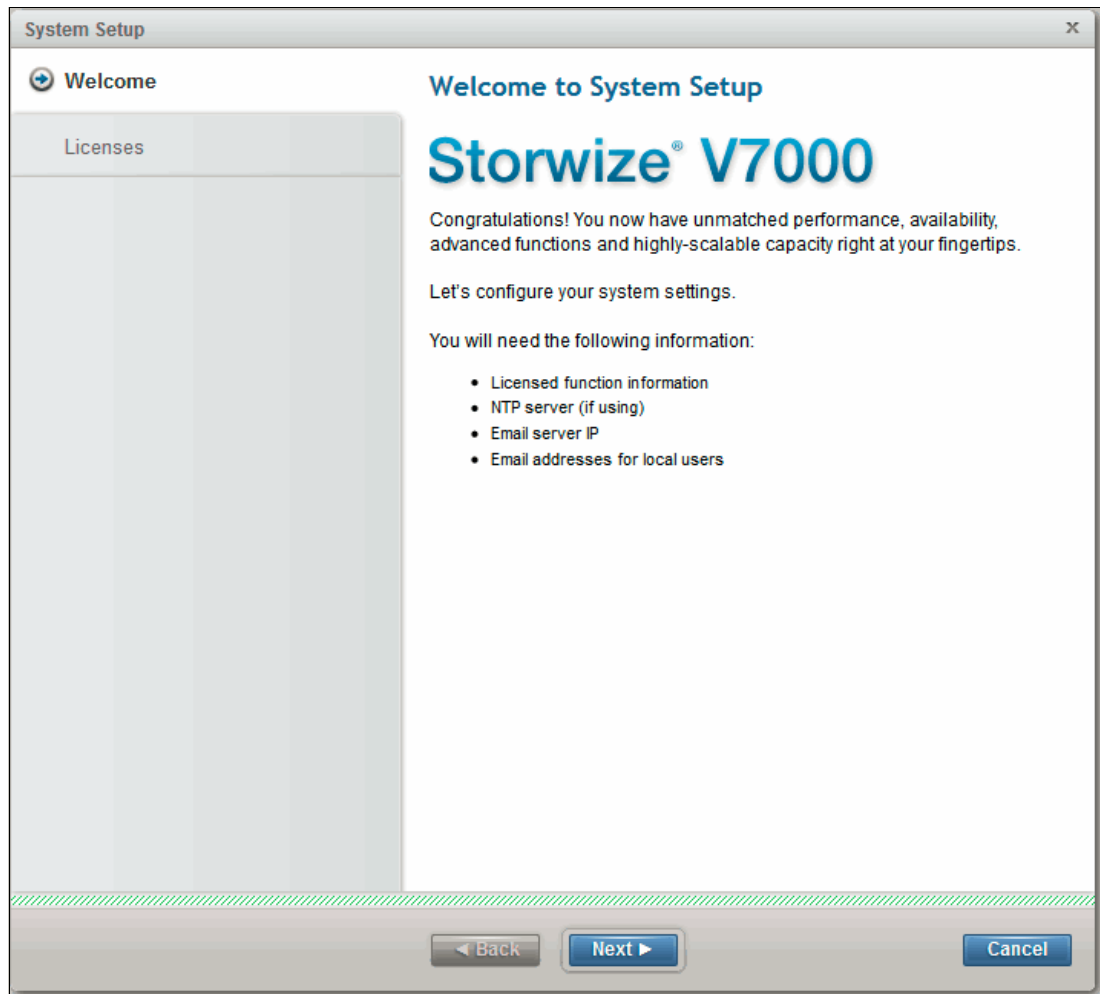 System Setup
x
Welcome
Licenses
Welcome to System Setup
Storwize® V7000
Congratulations! You now have unmatched performance, availability,
advanced functions and highly-scalable capacity right at your fingertips.
Let's configure your system settings.
You will need the following information:
• Licensed function information
• NTP server (if using)
• Email server IP
• Email addresses for local users
◄ Back
Next ►
Cancel